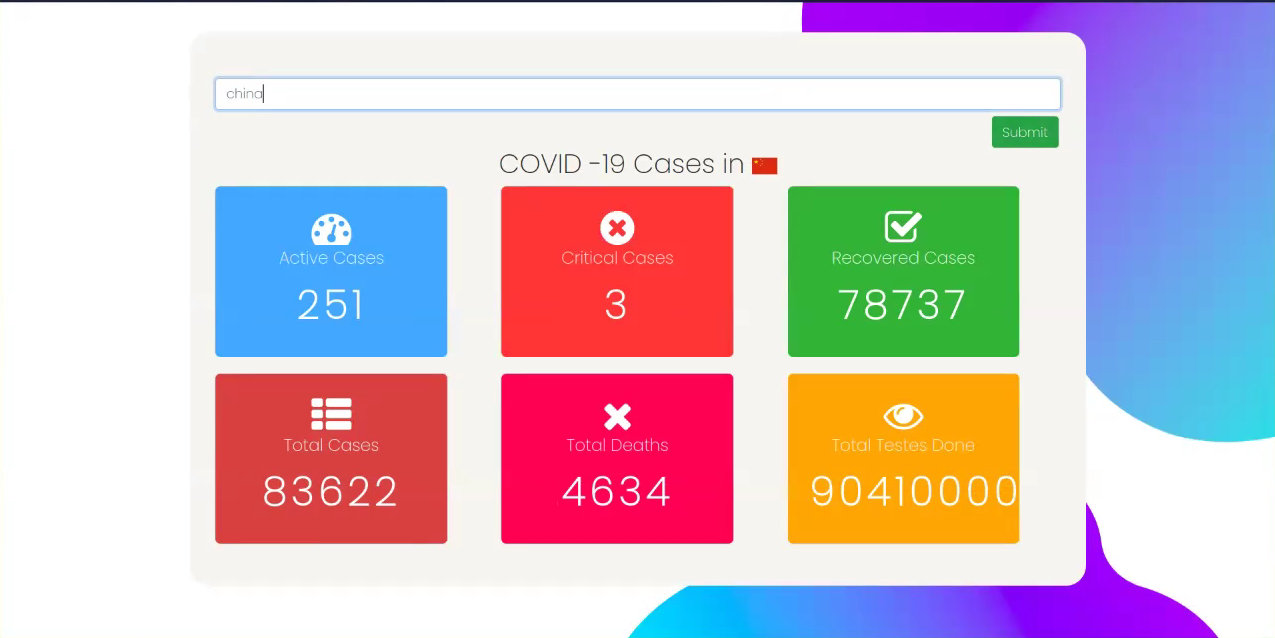 china
Submit
COVID -19 Cases in
Active Cases
251
Critical Cases
3
Recovered Cases
78737
Total Cases
83622
Total Deaths
4634
Total Testes Done
90410000